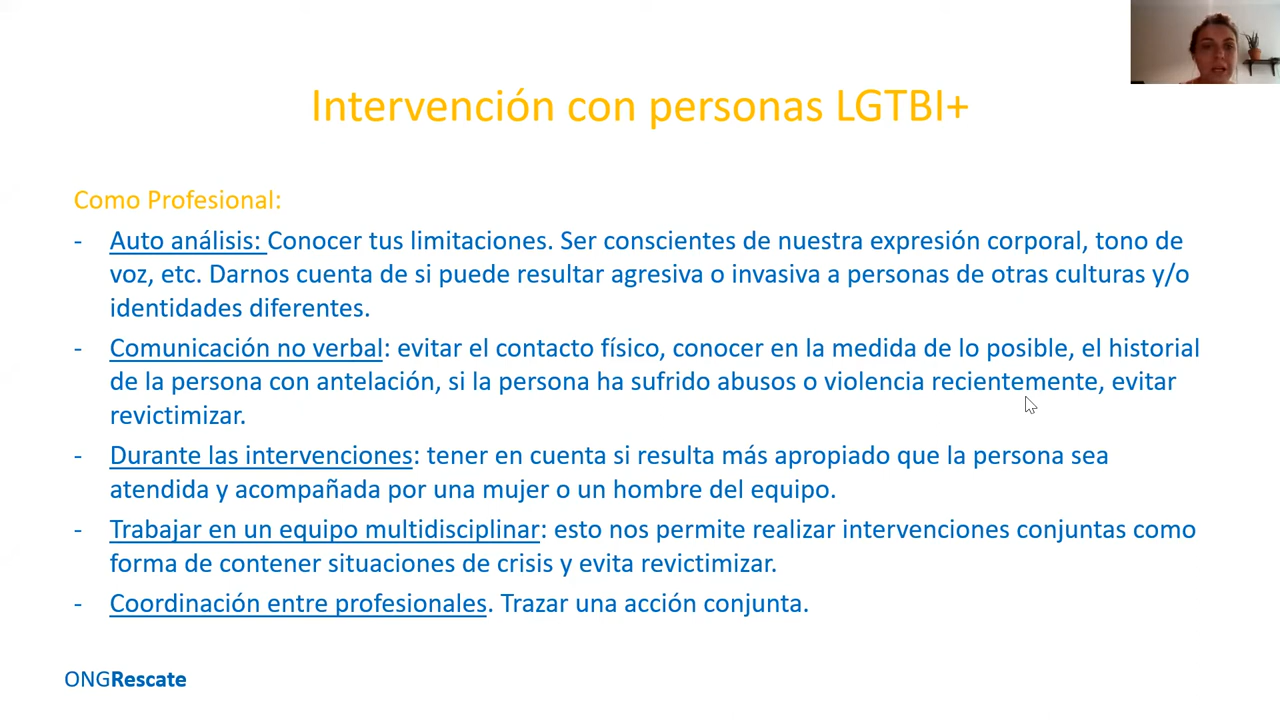 Intervención con personas LGTBI+
Como Profesional:
- Auto análisis: Conocer tus limitaciones. Ser conscientes de nuestra expresión corporal, tono de
voz, etc. Darnos cuenta de si puede resultar agresiva o invasiva a personas de otras culturas y/o
identidades diferentes.
- Comunicación no verbal: evitar el contacto físico, conocer en la medida de lo posible, el historial
de la persona con antelación, si la persona ha sufrido abusos o violencia recientemente, evitar
revictimizar.
- Durante las intervenciones: tener en cuenta si resulta más apropiado que la persona sea
atendida y acompañada por una mujer o un hombre del equipo.
- Trabajar en un equipo multidisciplinar: esto nos permite realizar intervenciones conjuntas como
forma de contener situaciones de crisis y evita revictimizar.
- Coordinación entre profesionales. Trazar una acción conjunta.
ONGRescate